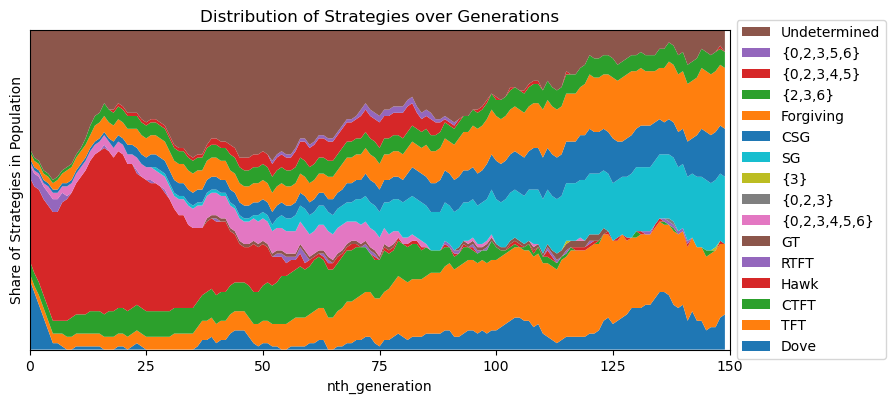 Distribution of Strategies over Generations
Share of Strategies in Population
0 25 50 75 100 125 150
nth_generation
Undetermined
{0,2,3,5,6}
{0,2,3,4,5}
{2,3,6}
Forgiving
CSG
SG
{3}
{0,2,3}
{0,2,3,4,5,6}
GT
RTFT
Hawk
CTFT
TFT
Dove